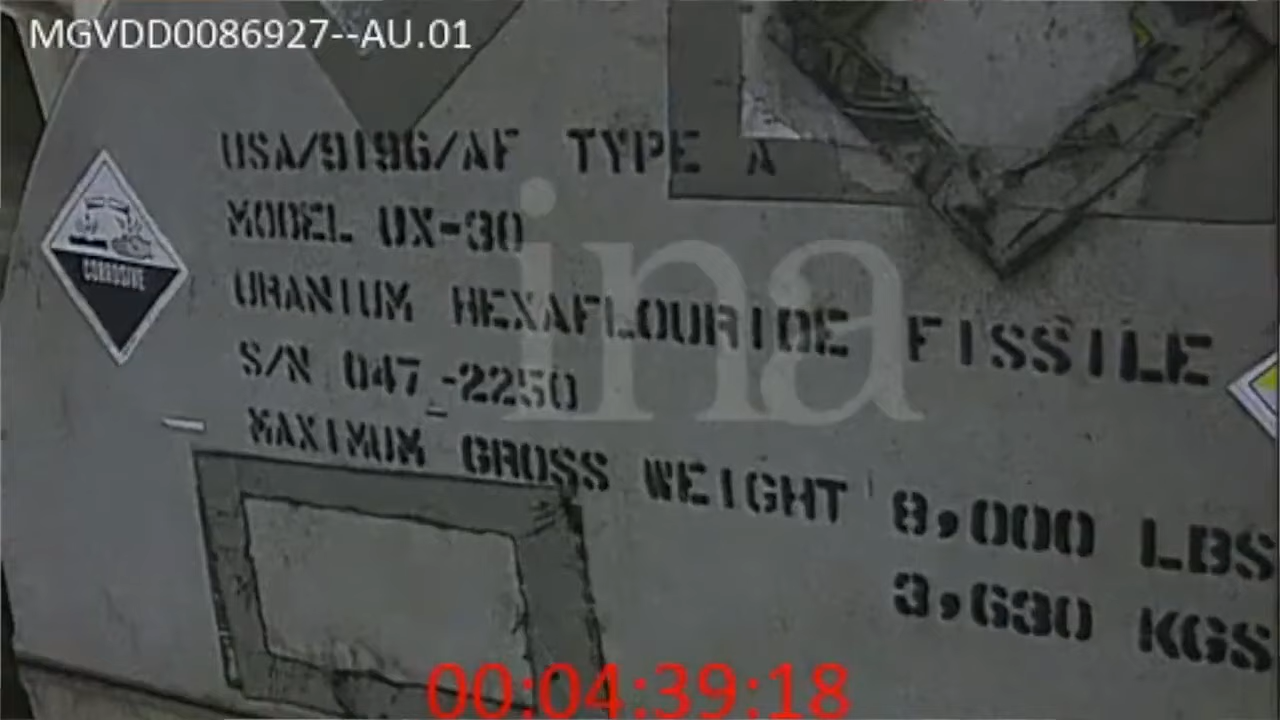 MGVDD0086927--AU.01
USA/9196/AF TYPE A
MODEL UX-30
CORROSIVE
URANIUM HEXAFLOURIDE FISSILE
S/N 047-2250
MAXIMUM GROSS WEIGHT 8,000 LBS
3,630 KGS
ina
00:04:39:18